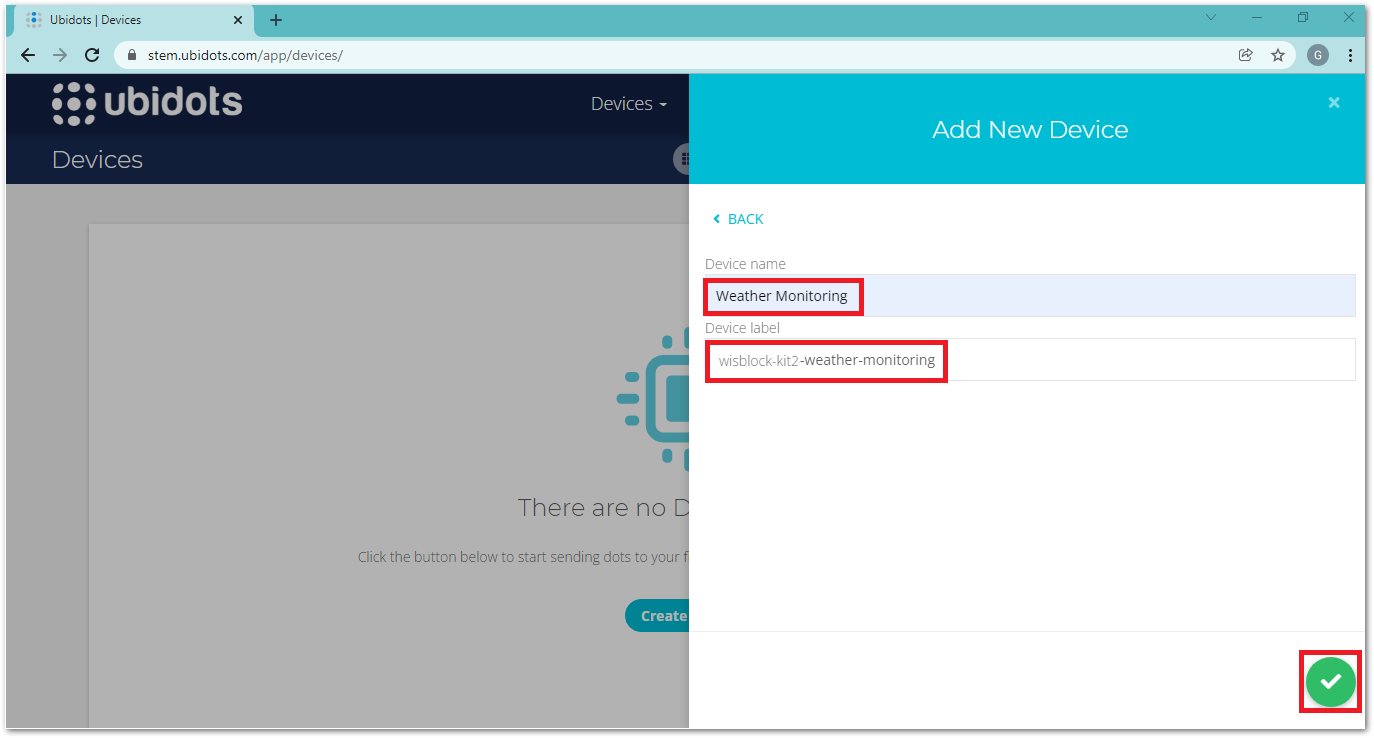 Ubidots | Devices
stem.ubidots.com/app/devices/
G
ubidots
Devices
Devices
Add New Device
BACK
Device name
Weather Monitoring
Device label
wisblock-kit2-weather-monitoring
There are no D
Click the button below to start sending dots to your f
Create